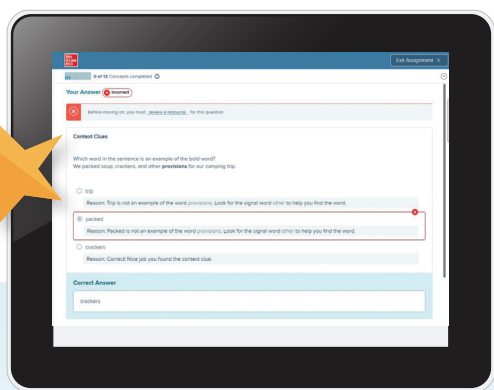 Mc
Graw
Hill
Exit Assignment ×
0 of 13 Concepts completed
Your Answer Incorrect
Before moving on, you must review a resource for this question.
Context Clues
Which word in the sentence is an example of the bold word?
We packed soup, crackers, and other provisions for our camping trip.
trip
Reason: Trip is not an example of the word provisions. Look for the signal word other to help you find the word.
packed
Reason: Packed is not an example of the word provisions. Look for the signal word other to help you find the word.
crackers
Reason: Correct! Nice job you found the context clue.
Correct Answer
crackers